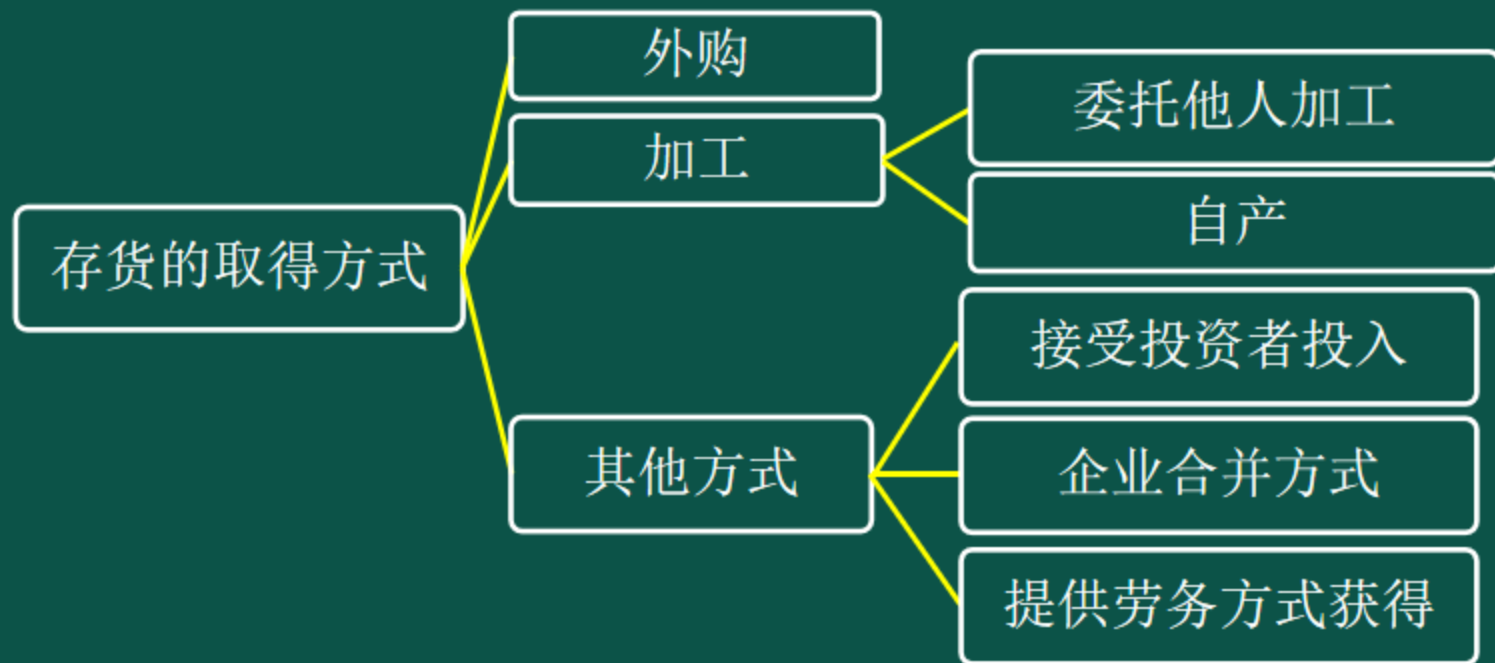 存货的取得方式
外购
加工
委托他人加工
自产
其他方式
接受投资者投入
企业合并方式
提供劳务方式获得